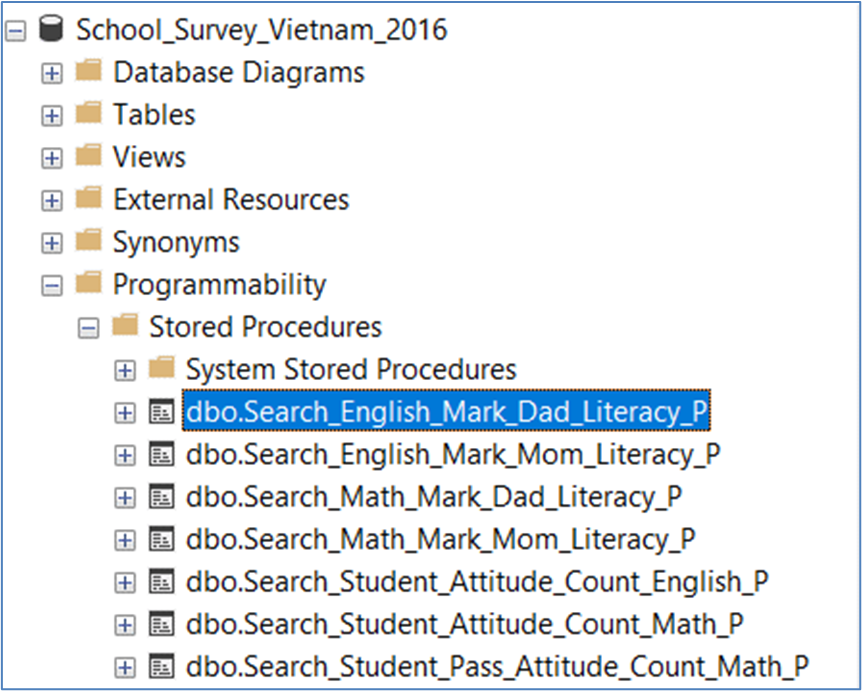 School_Survey_Vietnam_2016
Database Diagrams
Tables
Views
External Resources
Synonyms
Programmability
Stored Procedures
System Stored Procedures
dbo.Search_English_Mark_Dad_Literacy_P
dbo.Search_English_Mark_Mom_Literacy_P
dbo.Search_Math_Mark_Dad_Literacy_P
dbo.Search_Math_Mark_Mom_Literacy_P
dbo.Search_Student_Attitude_Count_English_P
dbo.Search_Student_Attitude_Count_Math_P
dbo.Search_Student_Pass_Attitude_Count_Math_P